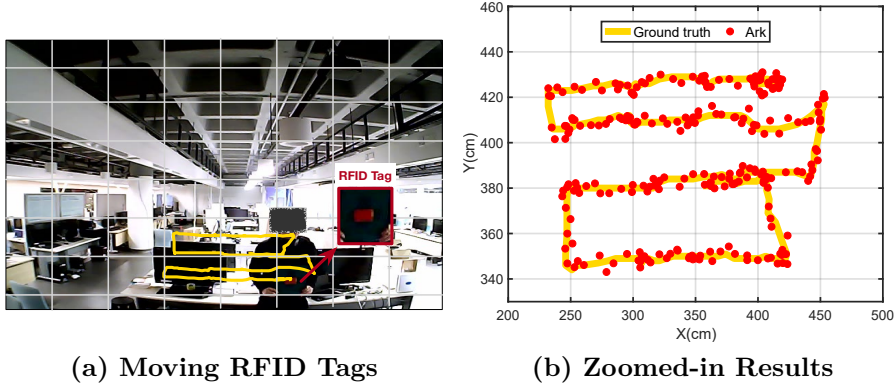 RFID Tag
(a) Moving RFID Tags
Ground truth Ark
460
440
420
400
380
360
340
Y(cm)
200 250 300 350 400 450 500
X(cm)
(b) Zoomed-in Results